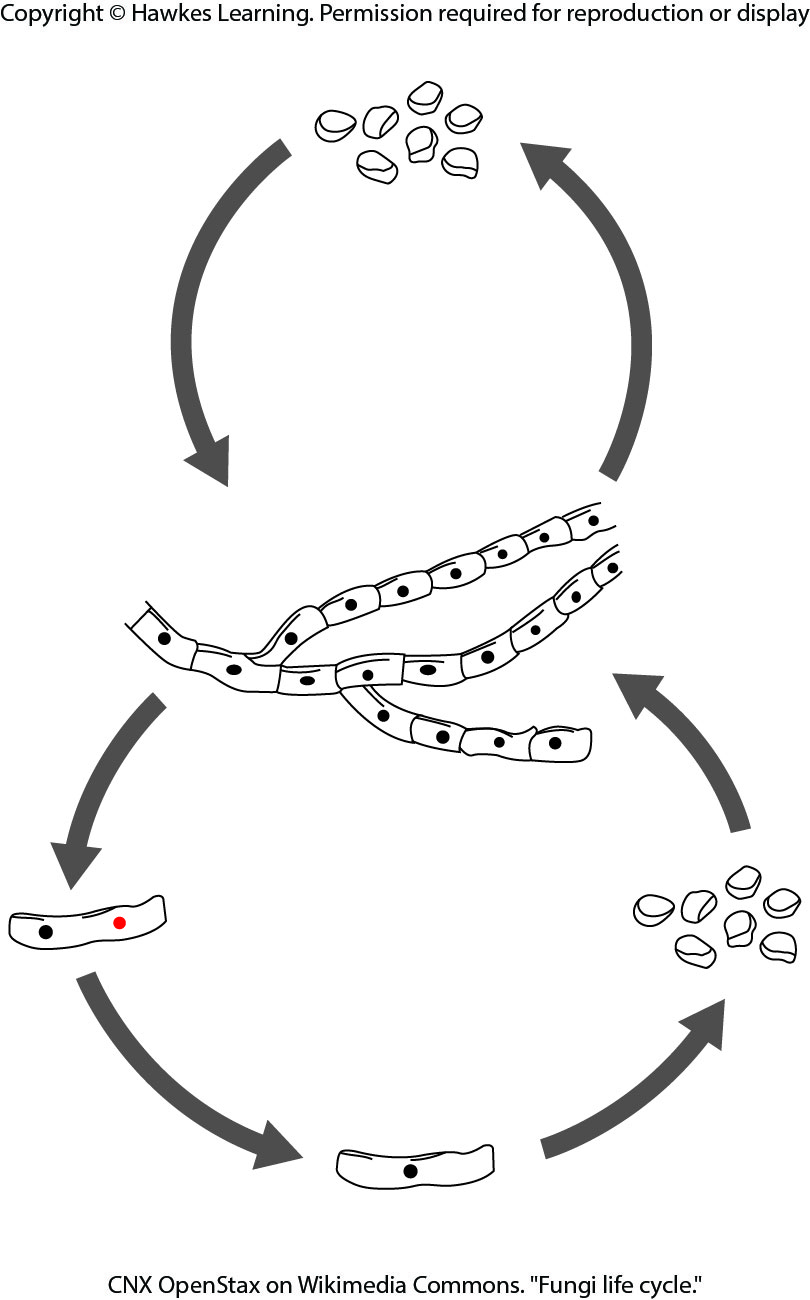 Copyright © Hawkes Learning. Permission required for reproduction or display
CNX OpenStax on Wikimedia Commons. "Fungi life cycle."